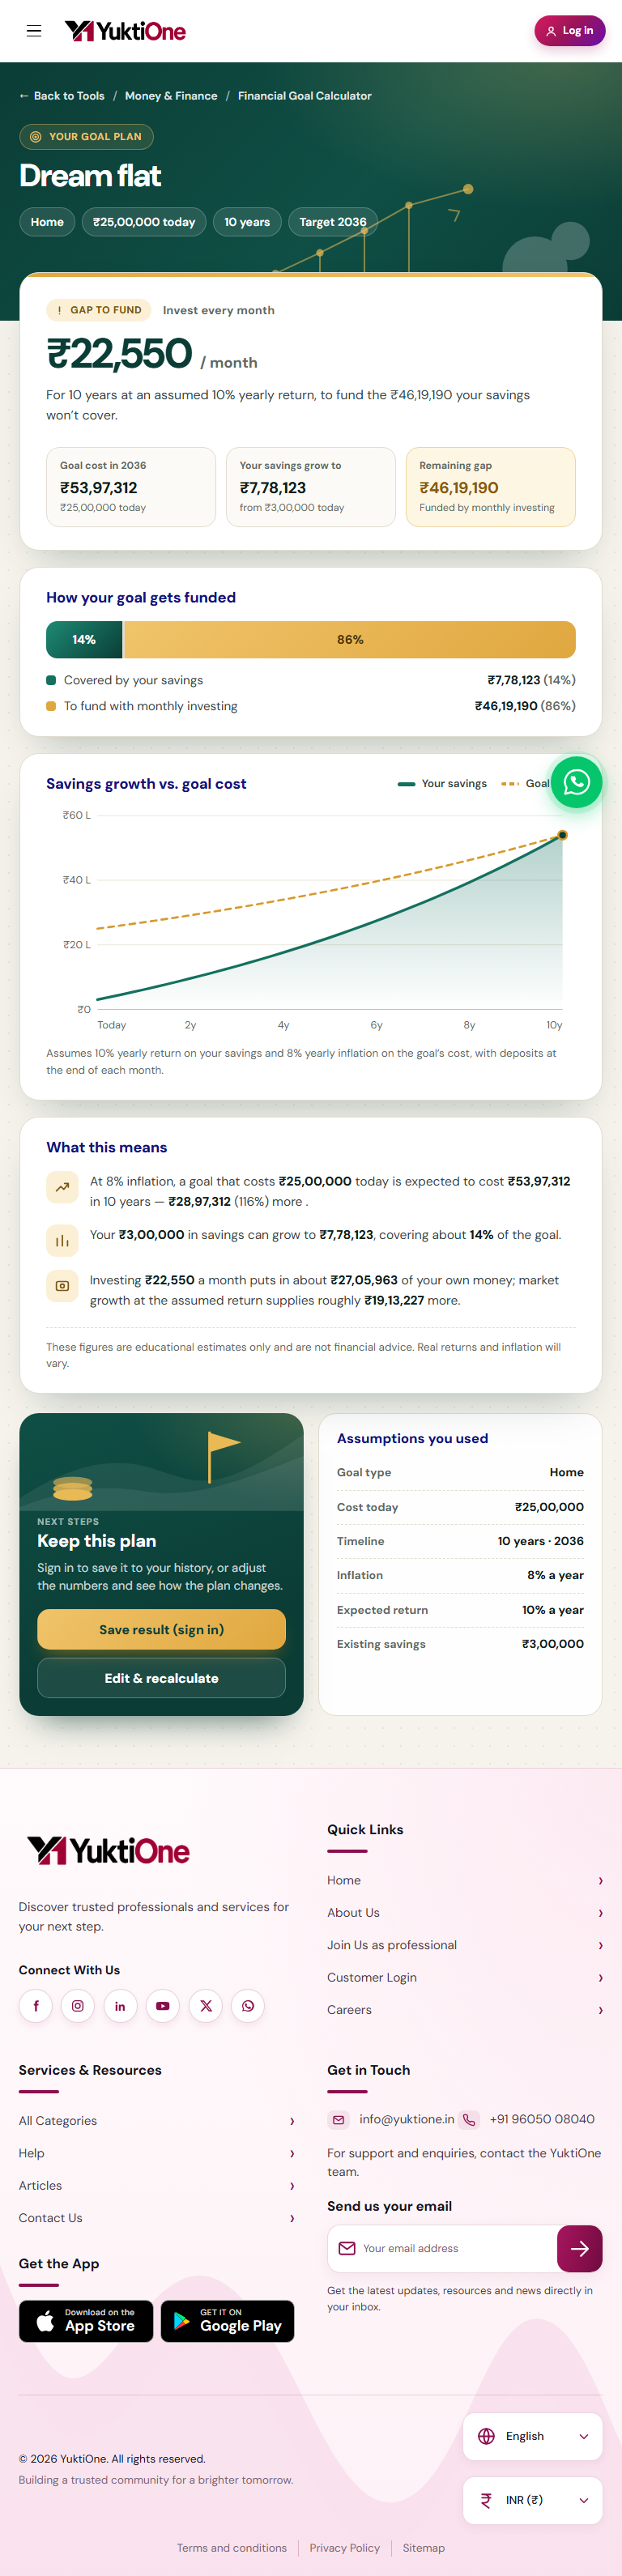 YuktiOne
Log in
← Back to Tools / Money & Finance / Financial Goal Calculator
YOUR GOAL PLAN
Dream flat
Home
₹25,00,000 today
10 years
Target 2036
! GAP TO FUND
Invest every month
₹22,550 / month
For 10 years at an assumed 10% yearly return, to fund the ₹46,19,190 your savings
won’t cover.
Goal cost in 2036
₹53,97,312
₹25,00,000 today
Your savings grow to
₹7,78,123
from ₹3,00,000 today
Remaining gap
₹46,19,190
Funded by monthly investing
How your goal gets funded
14%
86%
Covered by your savings
₹7,78,123 (14%)
To fund with monthly investing
₹46,19,190 (86%)
Savings growth vs. goal cost
Your savings
Goal
₹60 L
₹40 L
₹20 L
₹0
Today 2y 4y 6y 8y 10y
Assumes 10% yearly return on your savings and 8% yearly inflation on the goal’s cost, with deposits at
the end of each month.
What this means
At 8% inflation, a goal that costs ₹25,00,000 today is expected to cost ₹53,97,312
in 10 years — ₹28,97,312 (116%) more .
Your ₹3,00,000 in savings can grow to ₹7,78,123, covering about 14% of the goal.
Investing ₹22,550 a month puts in about ₹27,05,963 of your own money; market
growth at the assumed return supplies roughly ₹19,13,227 more.
These figures are educational estimates only and are not financial advice. Real returns and inflation will
vary.
NEXT STEPS
Keep this plan
Sign in to save it to your history, or adjust
the numbers and see how the plan changes.
Save result (sign in)
Edit & recalculate
Assumptions you used
Goal type Home
Cost today ₹25,00,000
Timeline 10 years · 2036
Inflation 8% a year
Expected return 10% a year
Existing savings ₹3,00,000
YuktiOne
Discover trusted professionals and services for
your next step.
Connect With Us
Quick Links
Home
About Us
Join Us as professional
Customer Login
Careers
Services & Resources
All Categories
Help
Articles
Contact Us
Get in Touch
info@yuktione.in
+91 96050 08040
For support and enquiries, contact the YuktiOne
team.
Send us your email
Your email address
Get the latest updates, resources and news directly in
your inbox.
Get the App
Download on the
App Store
GET IT ON
Google Play
© 2026 YuktiOne. All rights reserved.
Building a trusted community for a brighter tomorrow.
English
₹ INR (₹)
Terms and conditions
Privacy Policy
Sitemap